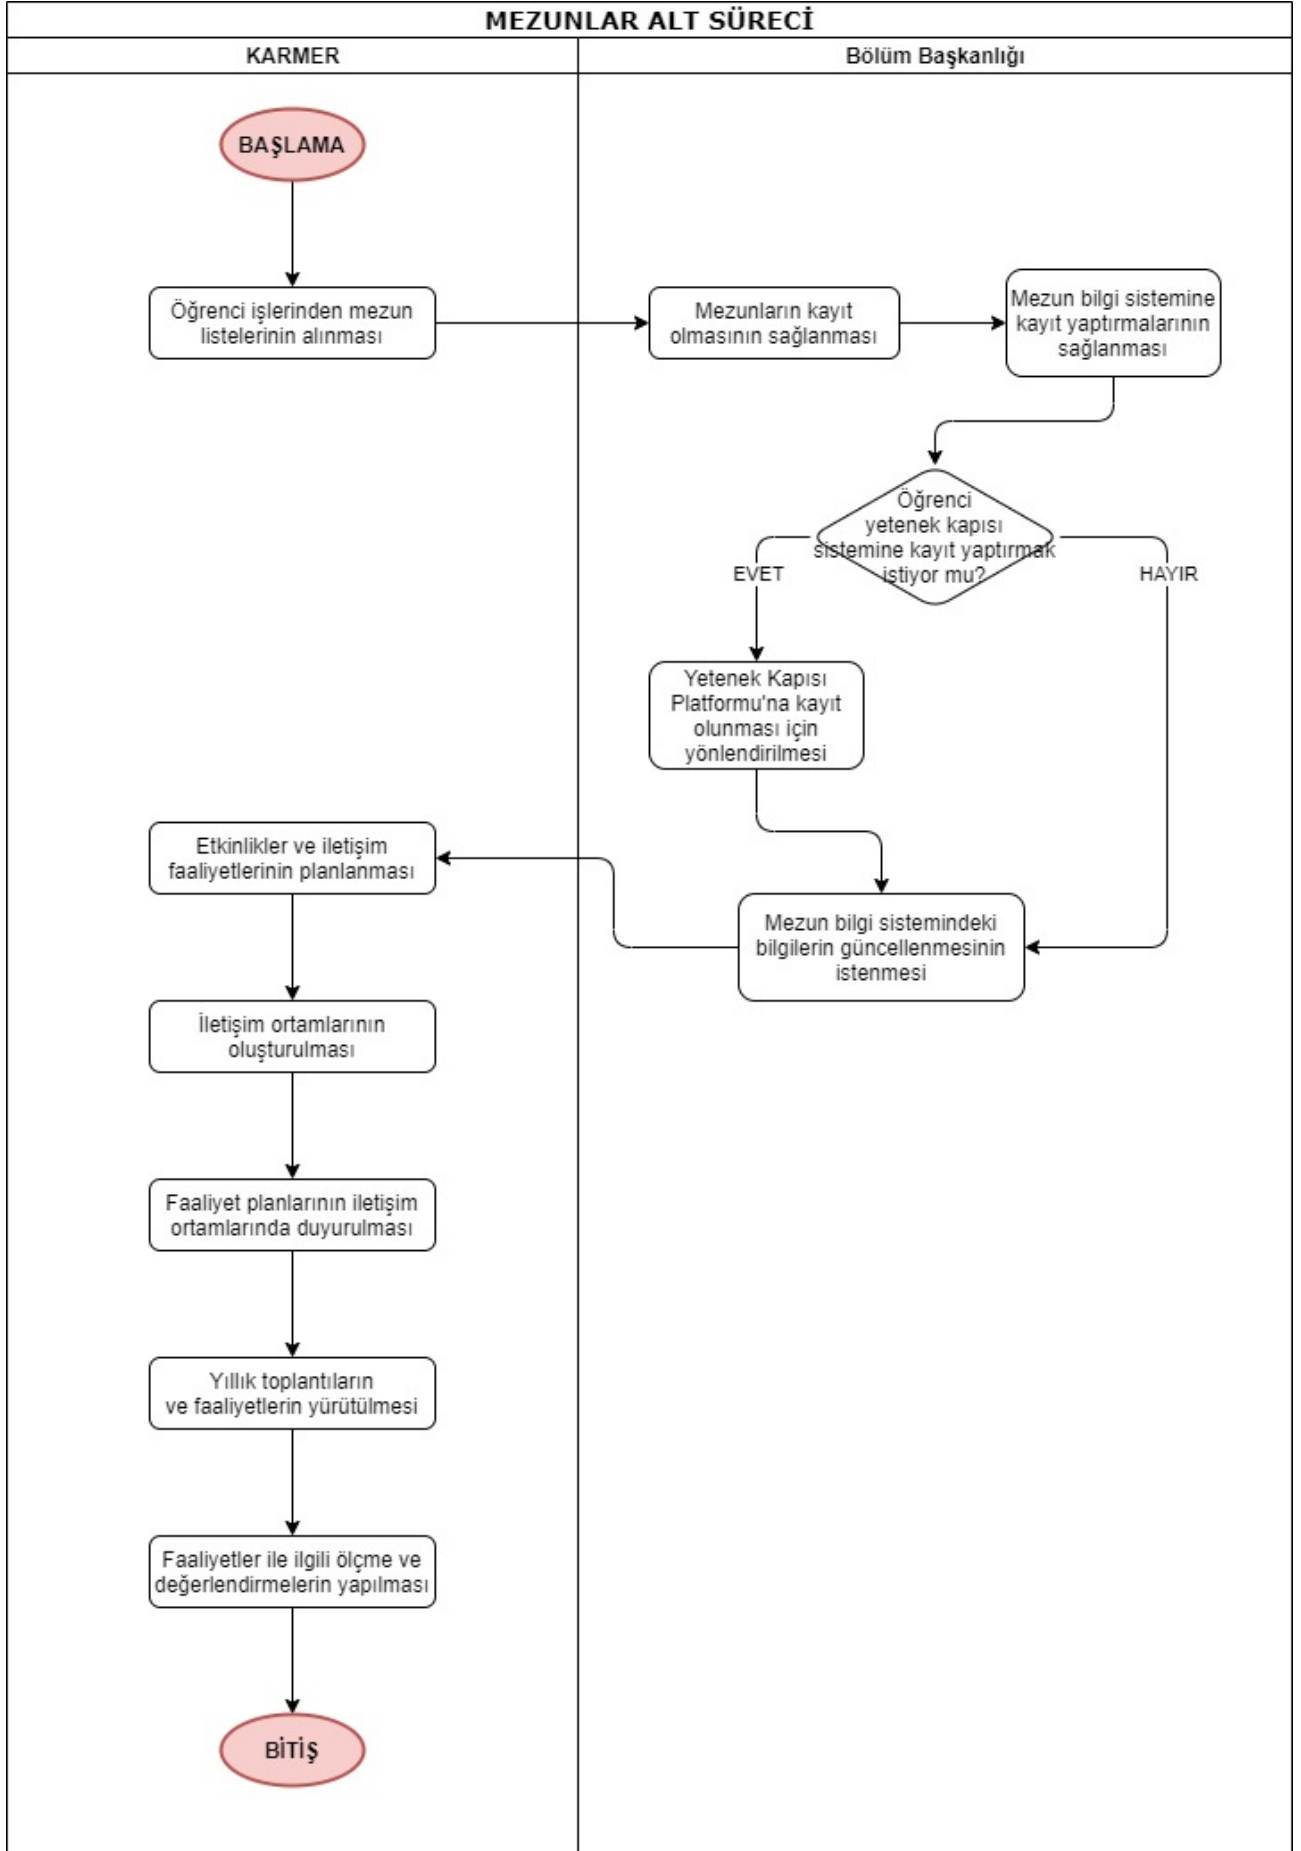 MEZUNLAR ALT SÜRECİ
KARMER
Bölüm Başkanlığı
BAŞLAMA
Öğrenci işlerinden mezun
listelerinin alınması
Mezunların kayıt
olmasının sağlanması
Mezun bilgi sistemine
kayıt yaptırmalarının
sağlanması
Öğrenci
yetenek kapısı
sistemine kayıt yaptırmak
istiyor mu?
EVET
HAYIR
Yetenek Kapısı
Platformu'na kayıt
olunması için
yönlendirilmesi
Etkinlikler ve iletişim
faaliyetlerinin planlanması
Mezun bilgi sistemindeki
bilgilerin güncellenmesinin
istenmesi
İletişim ortamlarının
oluşturulması
Faaliyet planlarının iletişim
ortamlarında duyurulması
Yıllık toplantıların
ve faaliyetlerin yürütülmesi
Faaliyetler ile ilgili ölçme ve
değerlendirmelerin yapılması
BİTİŞ